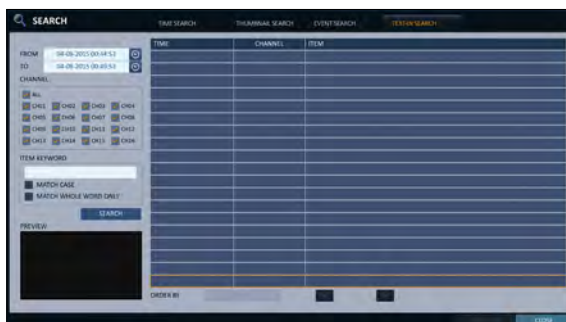 SEARCH
TIME SEARCH
THUMBNAIL SEARCH
EVENT SEARCH
TEXT-IN SEARCH
FROM
TO
CHANNEL
ALL
CH01 CH02 CH03 CH04
CH05 CH06 CH07 CH08
CH09 CH10 CH11 CH12
CH13 CH14 CH15 CH16
ITEM KEYWORD
MATCH CASE
MATCH WHOLE WORD ONLY
SEARCH
PREVIEW
TIME CHANNEL ITEM
ORDER BY
CLOSE